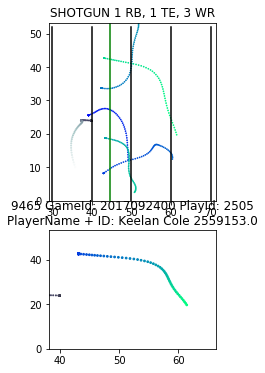 SHOTGUN 1 RB, 1 TE, 3 WR
50
40
30
20
10
0
30 40 50 60 70
9465 GameId: 2017092400 PlayId: 2505
PlayerName + ID: Keelan Cole 2559153.0
40
20
0
40 50 60